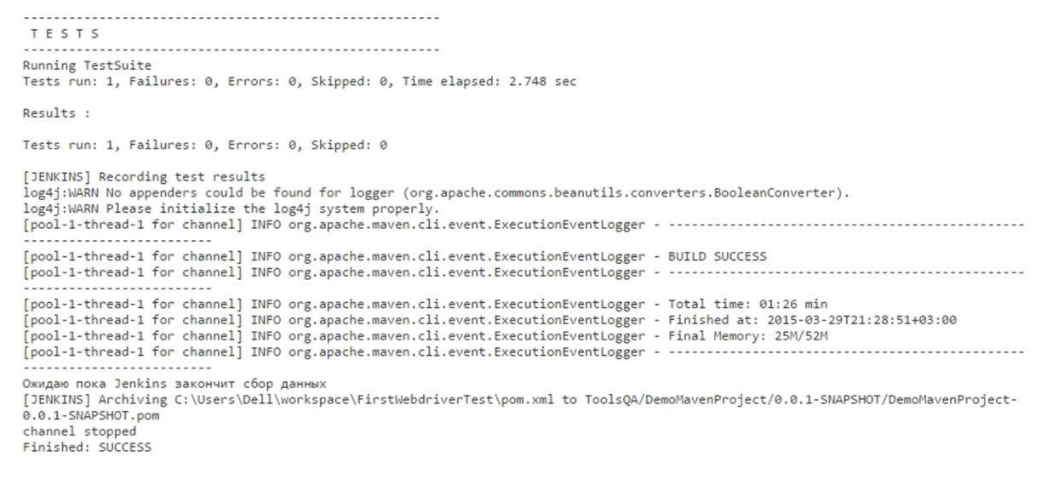 -------------------------------------------------------
 T E S T S
-------------------------------------------------------
Running TestSuite
Tests run: 1, Failures: 0, Errors: 0, Skipped: 0, Time elapsed: 2.748 sec

Results :

Tests run: 1, Failures: 0, Errors: 0, Skipped: 0

[JENKINS] Recording test results
log4j:WARN No appenders could be found for logger (org.apache.commons.beanutils.converters.BooleanConverter).
log4j:WARN Please initialize the log4j system properly.
[pool-1-thread-1 for channel] INFO org.apache.maven.cli.event.ExecutionEventLogger - -----------------------------------------------
-------------------------
[pool-1-thread-1 for channel] INFO org.apache.maven.cli.event.ExecutionEventLogger - BUILD SUCCESS
[pool-1-thread-1 for channel] INFO org.apache.maven.cli.event.ExecutionEventLogger - -----------------------------------------------
-------------------------
[pool-1-thread-1 for channel] INFO org.apache.maven.cli.event.ExecutionEventLogger - Total time: 01:26 min
[pool-1-thread-1 for channel] INFO org.apache.maven.cli.event.ExecutionEventLogger - Finished at: 2015-03-29T21:28:51+03:00
[pool-1-thread-1 for channel] INFO org.apache.maven.cli.event.ExecutionEventLogger - Final Memory: 25M/52M
[pool-1-thread-1 for channel] INFO org.apache.maven.cli.event.ExecutionEventLogger - -----------------------------------------------
-------------------------
Ожидаю пока Jenkins закончит сбор данных
[JENKINS] Archiving C:\Users\Dell\workspace\FirstWebdriverTest\pom.xml to ToolsQA/DemoMavenProject/0.0.1-SNAPSHOT/DemoMavenProject-
0.0.1-SNAPSHOT.pom
channel stopped
Finished: SUCCESS